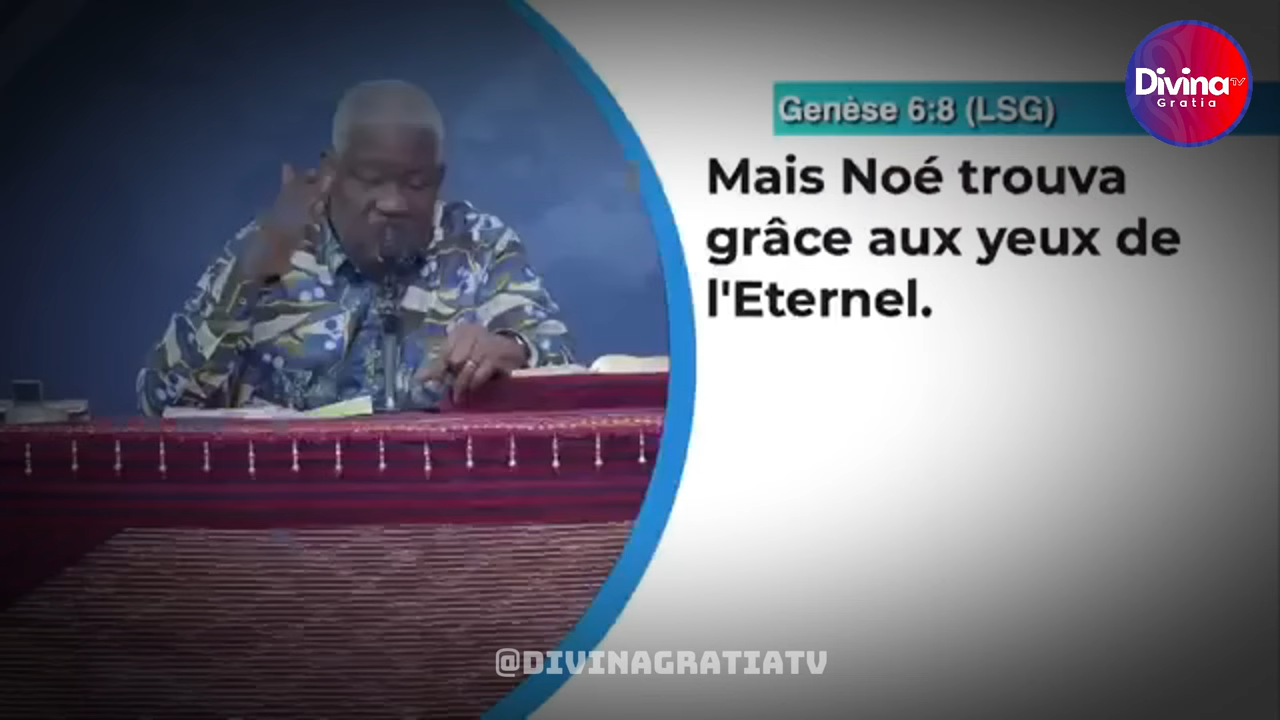 Divina TV
Gratia
Genèse 6:8 (LSG)
Mais Noé trouva
grâce aux yeux de
l'Eternel.
@DIVINAGRATIATV